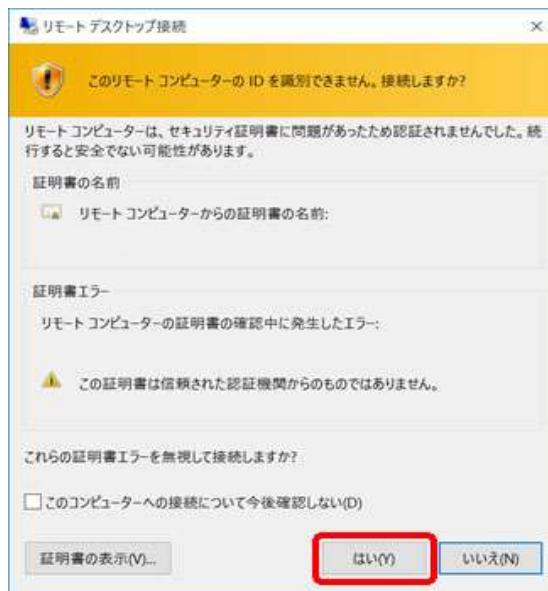 リモート デスクトップ接続
このリモート コンピューターの ID を識別できません。接続しますか?
リモート コンピューターは、セキュリティ証明書に問題があったため認証されませんでした。続
行すると安全でない可能性があります。
証明書の名前
リモート コンピューターからの証明書の名前:
証明書エラー
リモート コンピューターの証明書の確認中に発生したエラー:
この証明書は信頼された認証機関からのものではありません。
これらの証明書エラーを無視して接続しますか?
このコンピューターへの接続について今後確認しない(D)
証明書の表示(V)... はい(Y) いいえ(N)